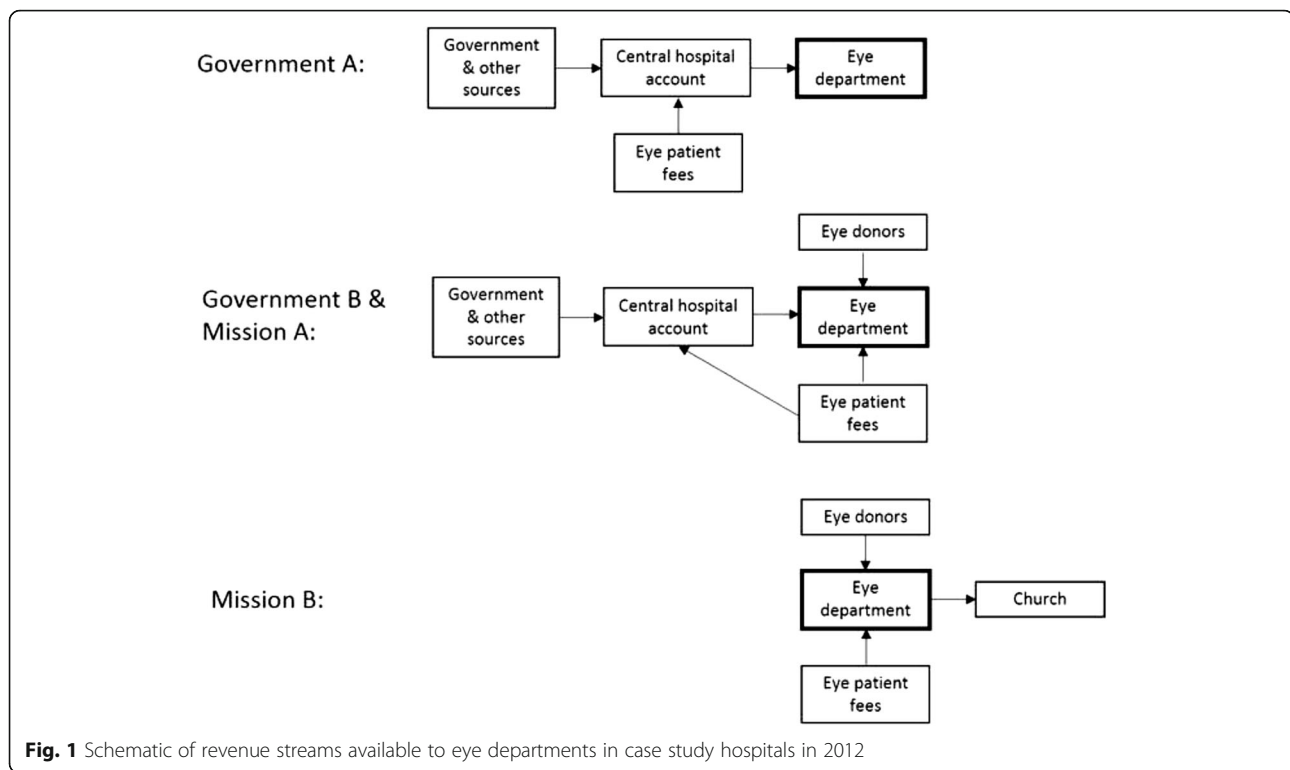 Government A:
Government
& other
sources
Central hospital
account
Eye
department
Eye patient
fees
Government B &
Mission A:
Government
& other
sources
Central hospital
account
Eye donors
Eye
department
Eye patient
fees
Mission B:
Eye donors
Eye
department
Church
Eye patient
fees
Fig. 1 Schematic of revenue streams available to eye departments in case study hospitals in 2012